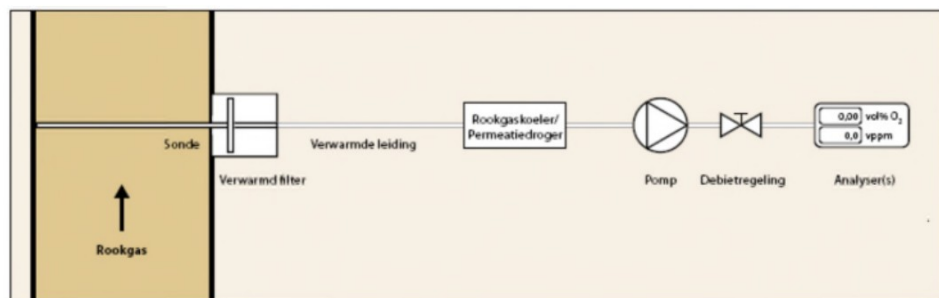 Sonde
Verwarmd filter
Verwarmde leiding
Rookgaskoeler/
Permeatiedroger
Pomp
Debietregeling
0,00 vol% O2
0,0 vppm
Analyser(s)
Rookgas